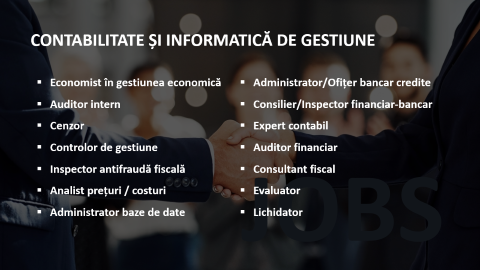 CONTABILITATE ȘI INFORMATICĂ DE GESTIUNE
▪ Economist în gestiunea economică
▪ Auditor intern
▪ Cenzor
▪ Controlor de gestiune
▪ Inspector antifraudă fiscală
▪ Analist prețuri / costuri
▪ Administrator baze de date
▪ Administrator/Ofițer bancar credite
▪ Consilier/Inspector financiar-bancar
▪ Expert contabil
▪ Auditor financiar
▪ Consultant fiscal
▪ Evaluator
▪ Lichidator
JOBS